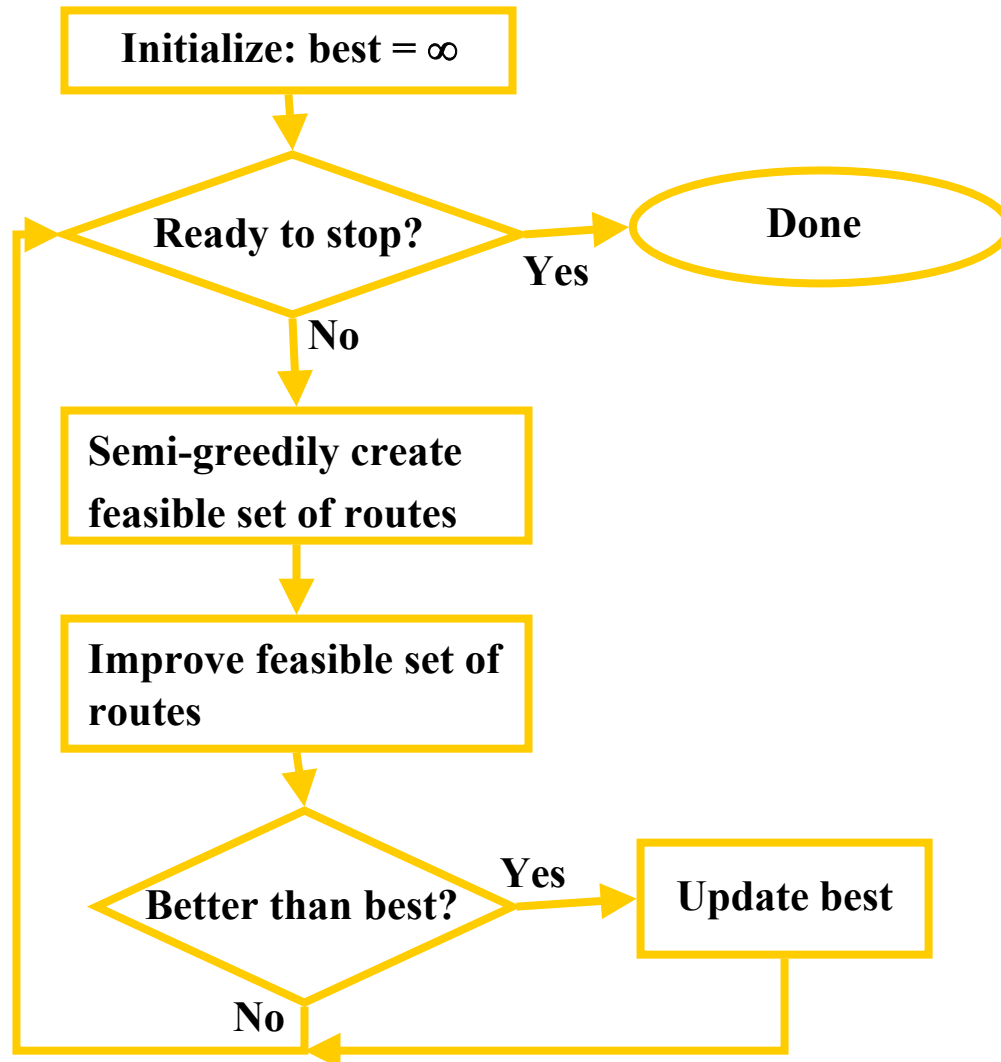 Initialize: best = ∞
Ready to stop?
Done
Yes
No
Semi-greedily create
feasible set of routes
Improve feasible set of
routes
Better than best?
Yes
Update best
No